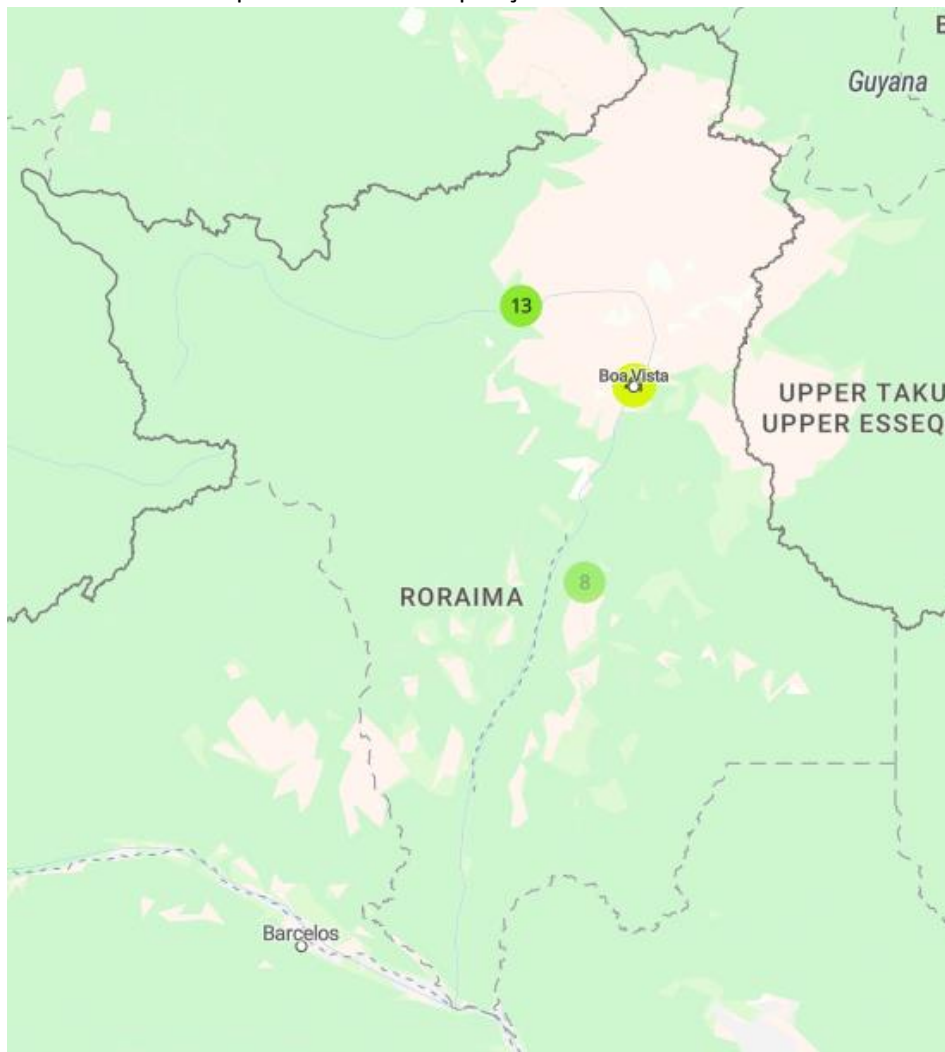 Guyana
13
Boa Vista
UPPER TAKU
UPPER ESSEQ
8
RORAIMA
Barcelos